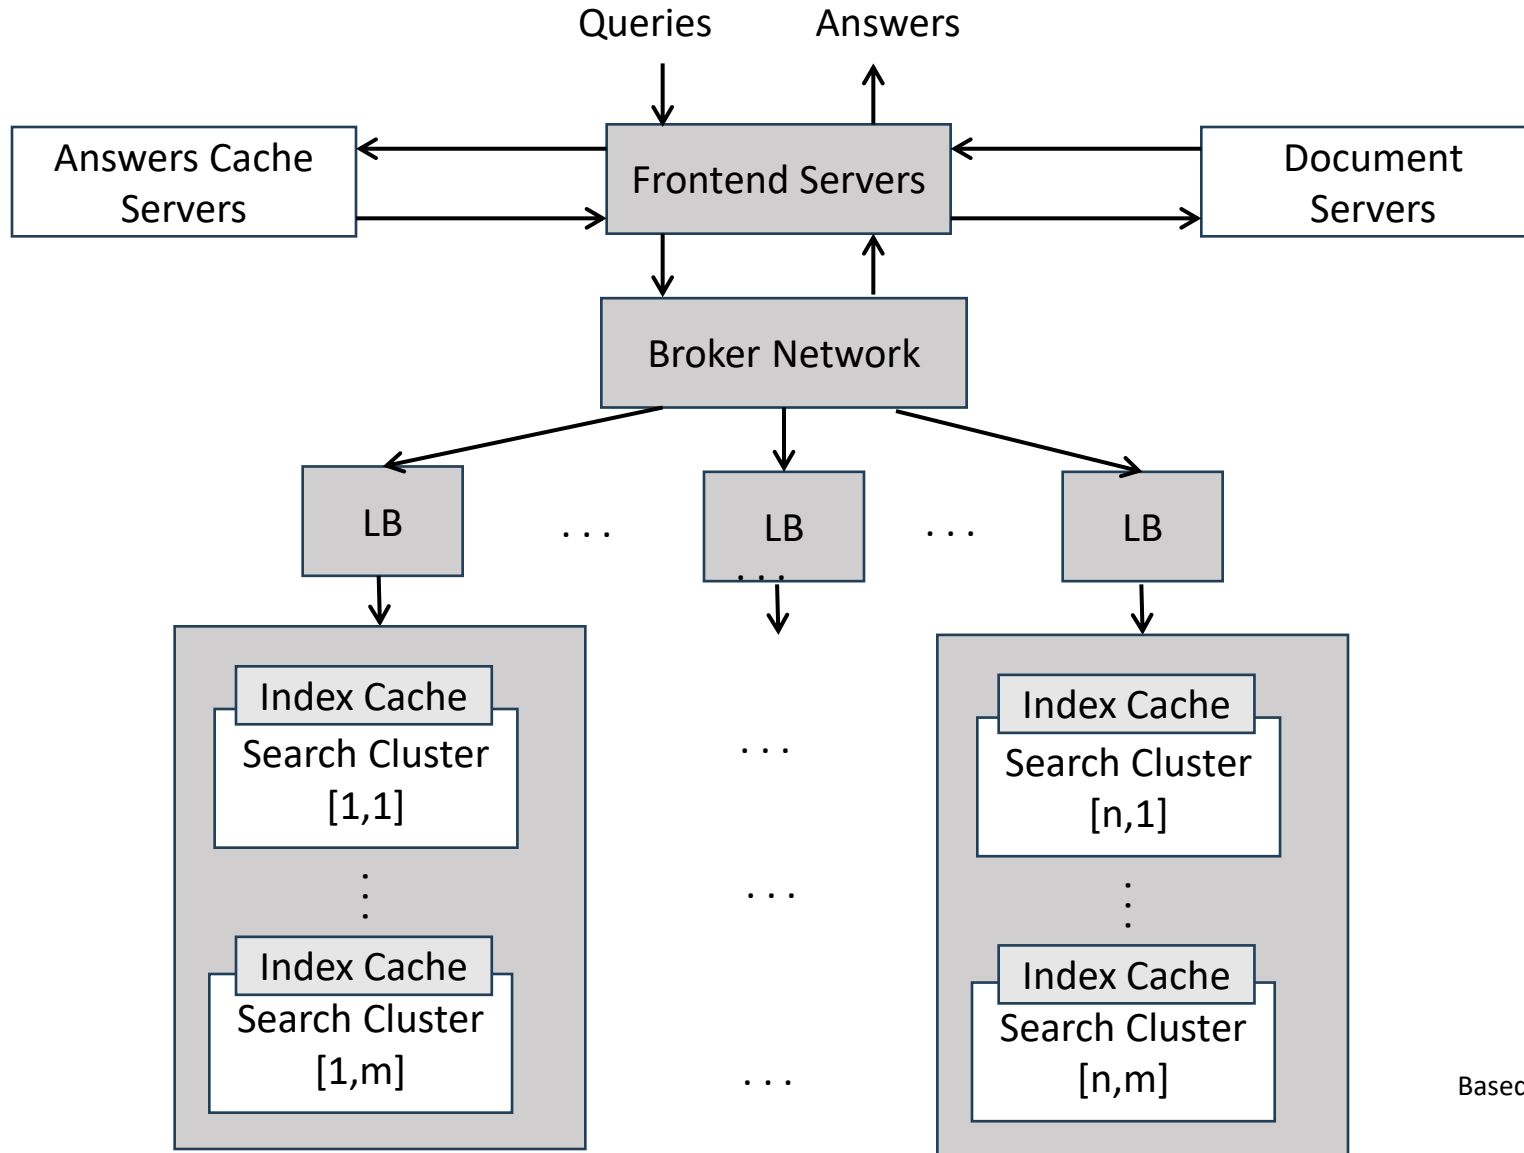 Queries
Answers
Answers Cache
Servers
Frontend Servers
Document
Servers
Broker Network
LB
. . .
LB
. . .
LB
. . .
Index Cache
Search Cluster
[1,1]
. . .
Index Cache
Search Cluster
[n,1]
. . .
. . .
. . .
Index Cache
Search Cluster
[1,m]
. . .
Index Cache
Search Cluster
[n,m]
Based